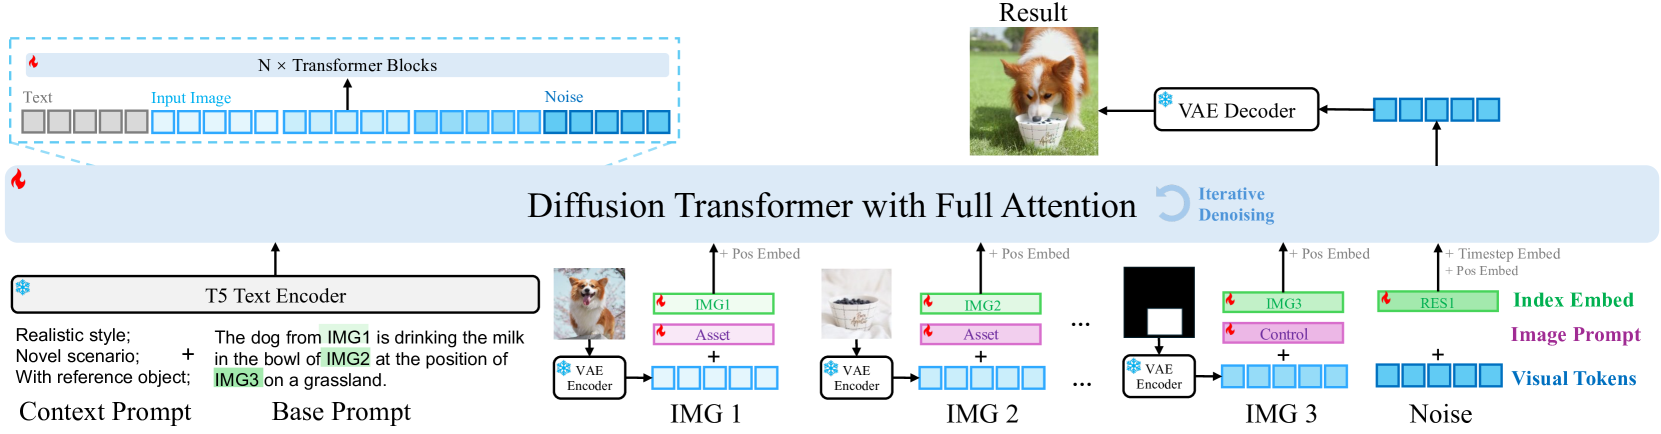 Result
N × Transformer Blocks
Text
Input Image
Noise
VAE Decoder
Diffusion Transformer with Full Attention
Iterative
Denoising
+ Pos Embed
+ Pos Embed
+ Pos Embed
+ Timestep Embed
+ Pos Embed
T5 Text Encoder
IMG1
IMG2
IMG3
RES1
Index Embed
Asset
Asset
...
Control
Image Prompt
Realistic style;
Novel scenario;
With reference object;
+
The dog from IMG1 is drinking the milk
in the bowl of IMG2 at the position of
IMG3 on a grassland.
+
+
+
+
VAE
Encoder
VAE
Encoder
...
VAE
Encoder
Visual Tokens
Context Prompt
Base Prompt
IMG 1
IMG 2
IMG 3
Noise